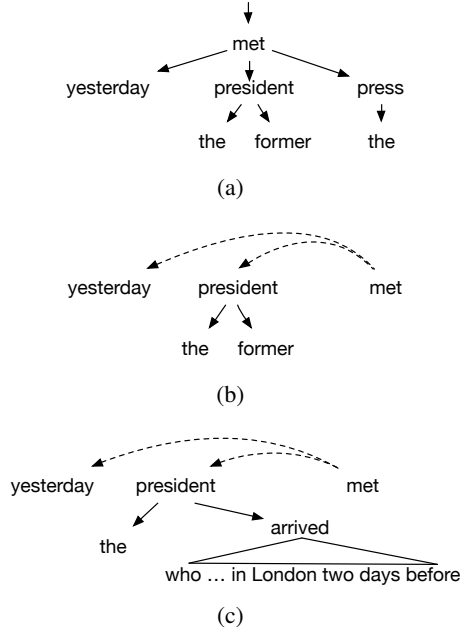 met
yesterday president press
the former the
(a)
yesterday president met
the former
(b)
yesterday president met
the arrived
who … in London two days before
(c)